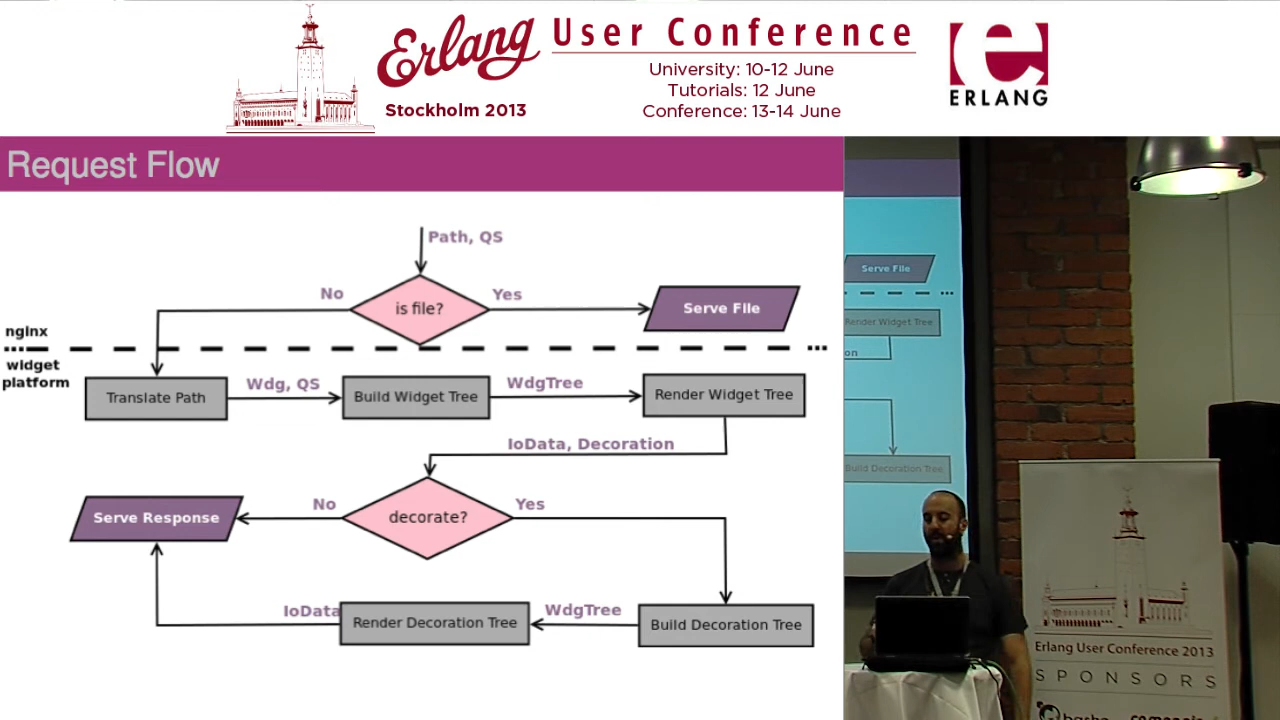 Erlang User Conference
Stockholm 2013
University: 10-12 June
Tutorials: 12 June
Conference: 13-14 June
ERLANG
Request Flow
Path, QS
is file?
No
Yes
Serve File
nginx
widget
platform
Translate Path
Wdg, QS
Build Widget Tree
WdgTree
Render Widget Tree
IoData, Decoration
decorate?
No
Yes
Serve Response
IoData
Render Decoration Tree
WdgTree
Build Decoration Tree
Serve File
Render Widget Tree
on
Build Decoration Tree
Erlang User Conference 2013
SPONSORS
basho